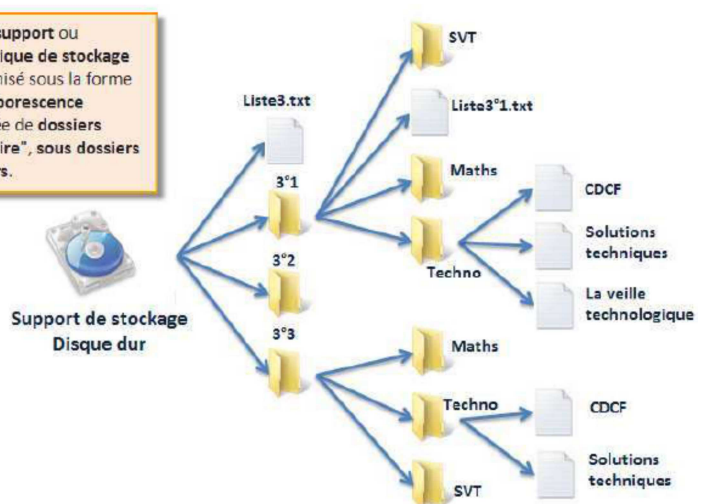 support ou
ique de stockage
nisé sous la forme
orescence
ée de dossiers
ire", sous dossiers
rs.
Support de stockage
Disque dur
Liste3.txt
3°1
3°2
3°3
SVT
Liste3°1.txt
Maths
Techno
CDCF
Solutions
techniques
La veille
technologique
Maths
Techno
SVT
CDCF
Solutions
techniques